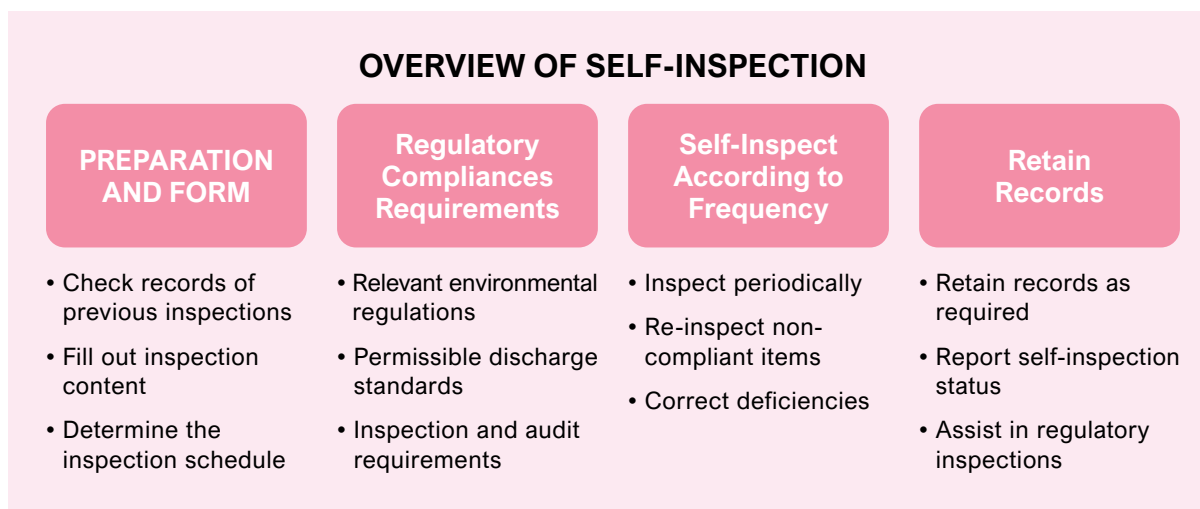 OVERVIEW OF SELF-INSPECTION
PREPARATION
AND FORM
• Check records of
previous inspections
• Fill out inspection
content
• Determine the
inspection schedule
Regulatory
Compliances
Requirements
• Relevant environmental
regulations
• Permissible discharge
standards
• Inspection and audit
requirements
Self-Inspect
According to
Frequency
• Inspect periodically
• Re-inspect non-
compliant items
• Correct deficiencies
Retain
Records
• Retain records as
required
• Report self-inspection
status
• Assist in regulatory
inspections